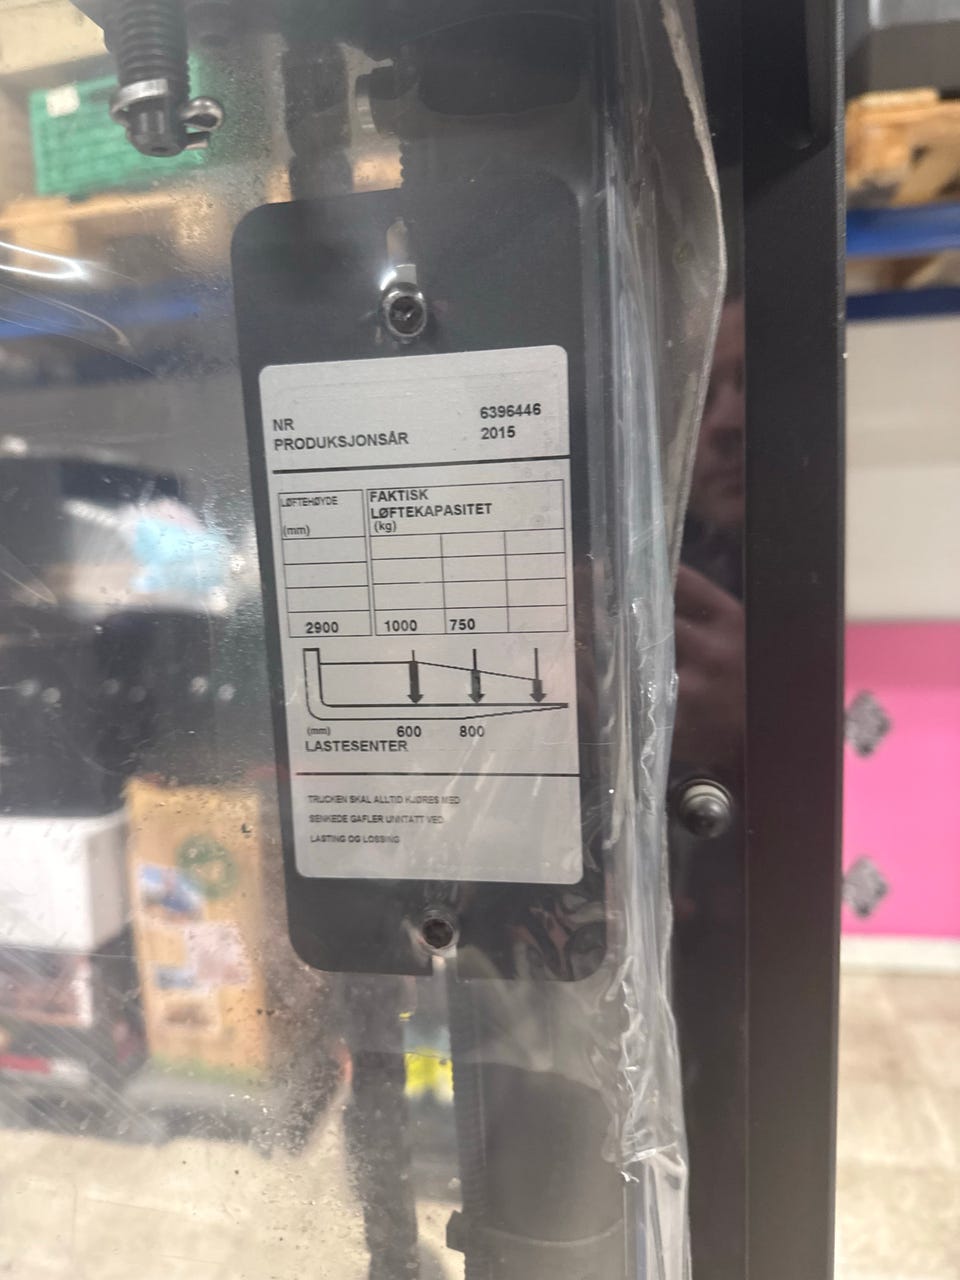 NR 6396446
PRODUKSJONSÅR 2015
LØFTEHØYDE
(mm)
FAKTISK
LØFTEKAPASITET
(kg)
2900 1000 750
(mm) 600 800
LASTESENTER
TRUCKEN SKAL ALLTID KJØRES MED
SENKEDE GAFLER UNNTATT VED
LASTING OG LOSSING